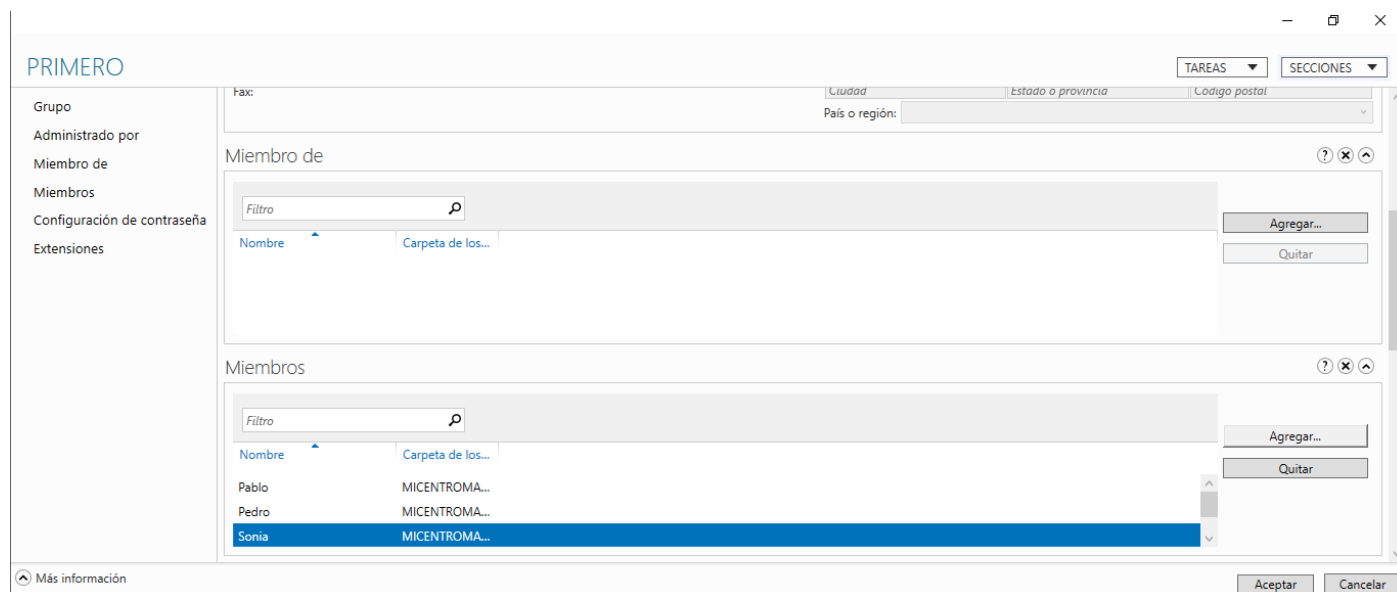 PRIMERO
TAREAS
SECCIONES
Grupo
Administrado por
Miembro de
Miembros
Configuración de contraseña
Extensiones
Fax:
Ciudad Estado o provincia Código postal
País o región:
Miembro de
Filtro
Nombre Carpeta de los...
Agregar...
Quitar
Miembros
Filtro
Nombre Carpeta de los...
Agregar...
Quitar
Pablo MICENTROMA...
Pedro MICENTROMA...
Sonia MICENTROMA...
Más información
Aceptar Cancelar